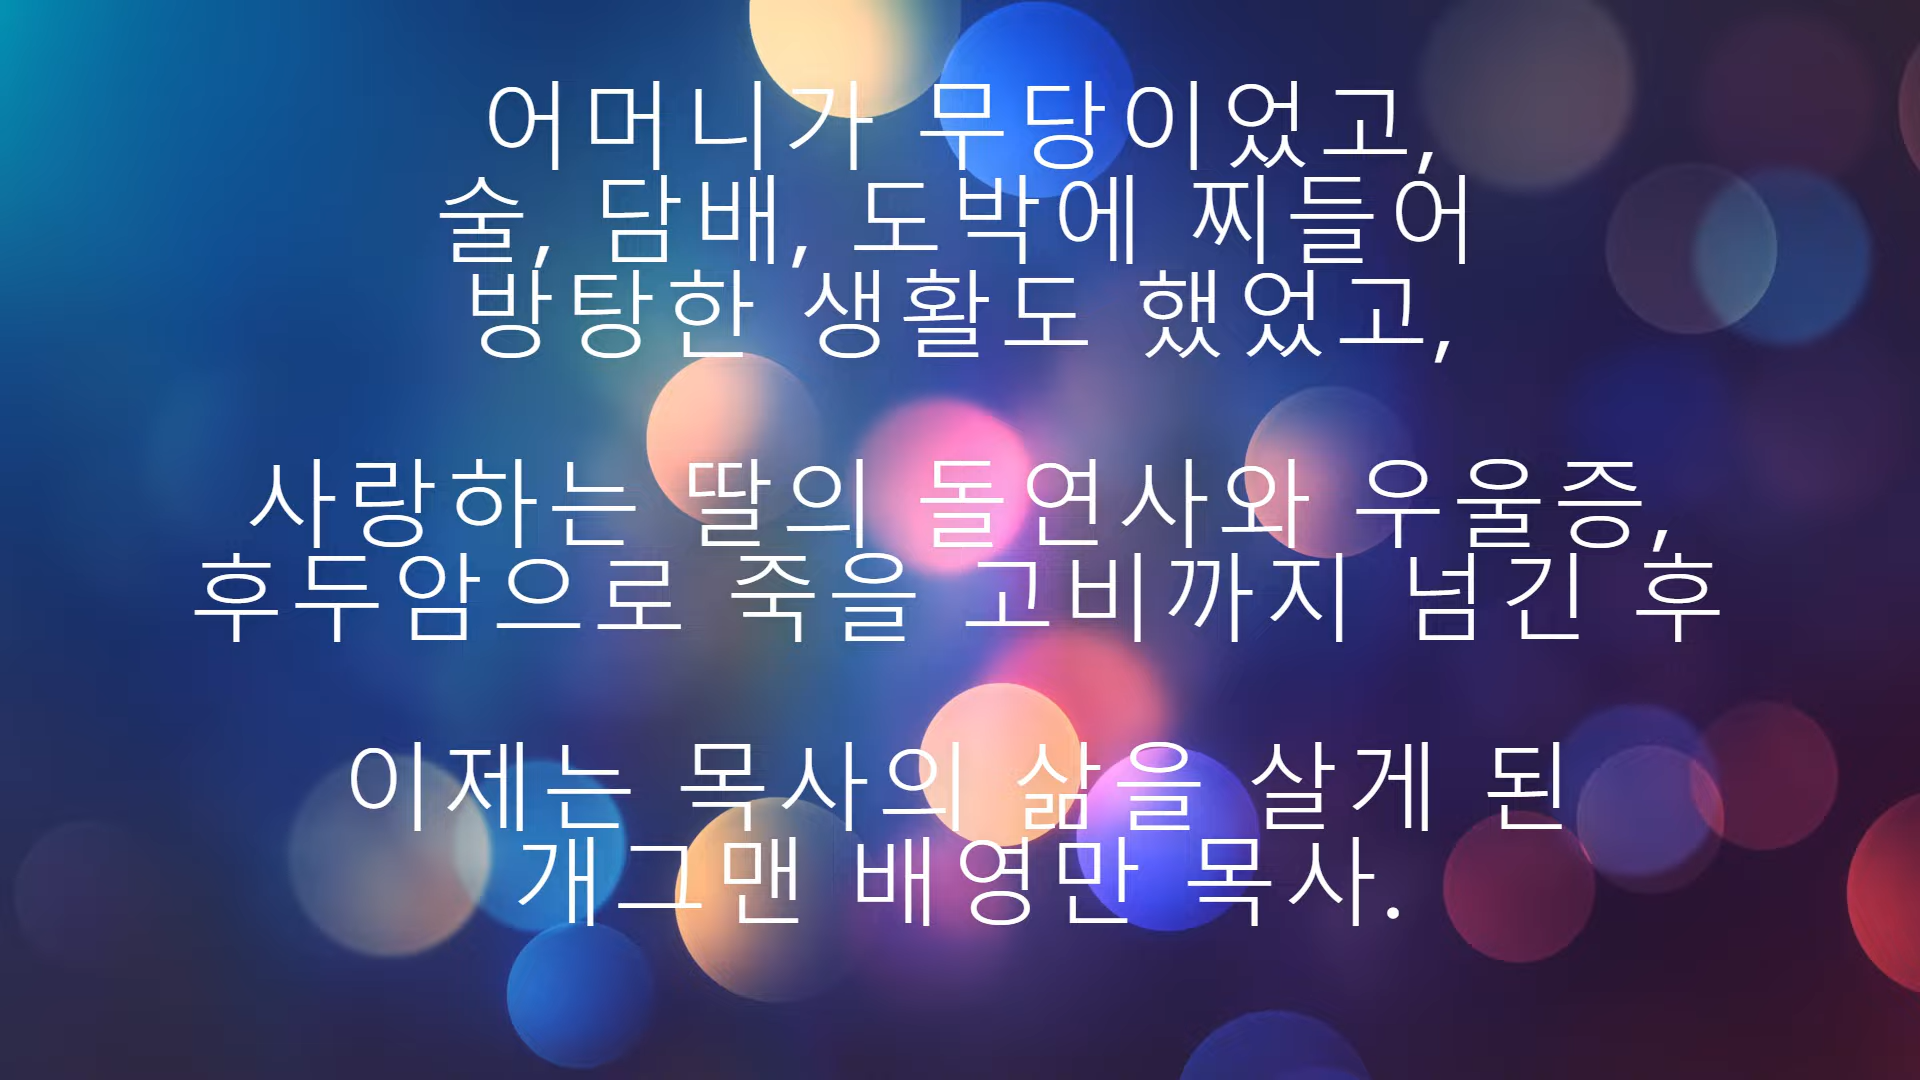 어머니가 무당이었고,
술, 담배, 도박에 찌들어
방탕한 생활도 했었고,
사랑하는 딸의 돌연사와 우울증,
후두암으로 죽을 고비까지 넘긴 후
이제는 목사의 삶을 살게 된
개그맨 배영만 목사.